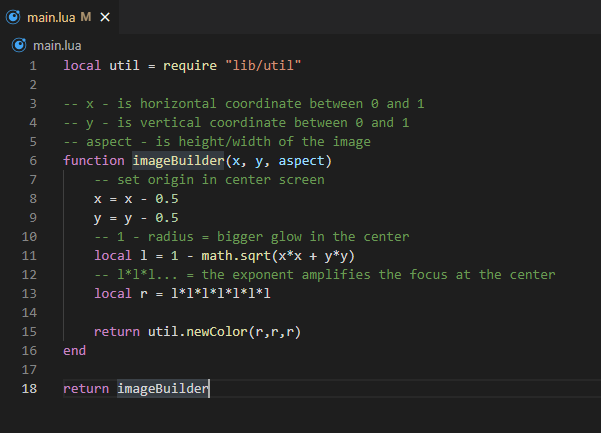 main.lua M ×
main.lua
1 local util = require "lib/util"
2
3 -- x - is horizontal coordinate between 0 and 1
4 -- y - is vertical coordinate between 0 and 1
5 -- aspect - is height/width of the image
6 function imageBuilder(x, y, aspect)
7 -- set origin in center screen
8 x = x - 0.5
9 y = y - 0.5
10 -- 1 - radius = bigger glow in the center
11 local l = 1 - math.sqrt(x*x + y*y)
12 -- l*l*l... = the exponent amplifies the focus at the center
13 local r = l*l*l*l*l*l*l
14
15 return util.newColor(r,r,r)
16 end
17
18 return imageBuilder